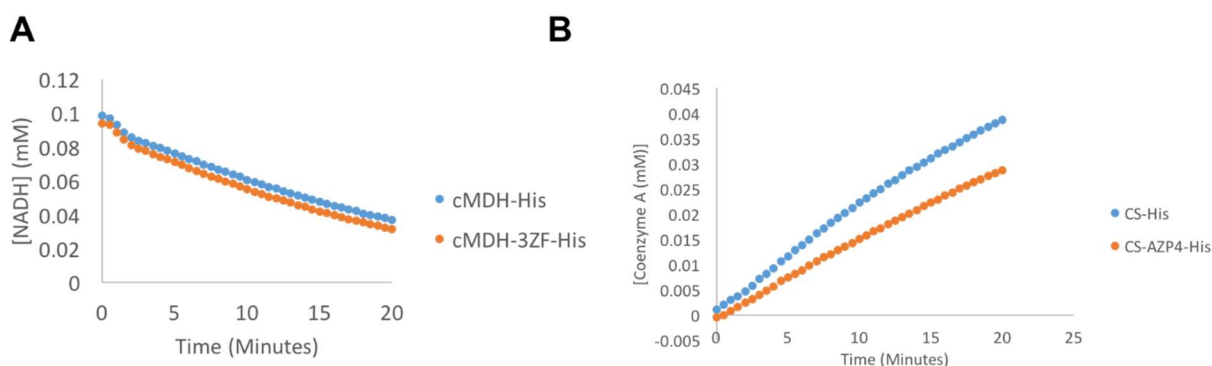 A
[NADH] (mM)
0.12
0.1
0.08
0.06
0.04
0.02
0
0 5 10 15 20
Time (Minutes)
cMDH-His
cMDH-3ZF-His
B
[Coenzyme A (mM)]
0.045
0.04
0.035
0.03
0.025
0.02
0.015
0.01
0.005
0
-0.005
0 5 10 15 20 25
Time (Minutes)
CS-His
CS-AZP4-His